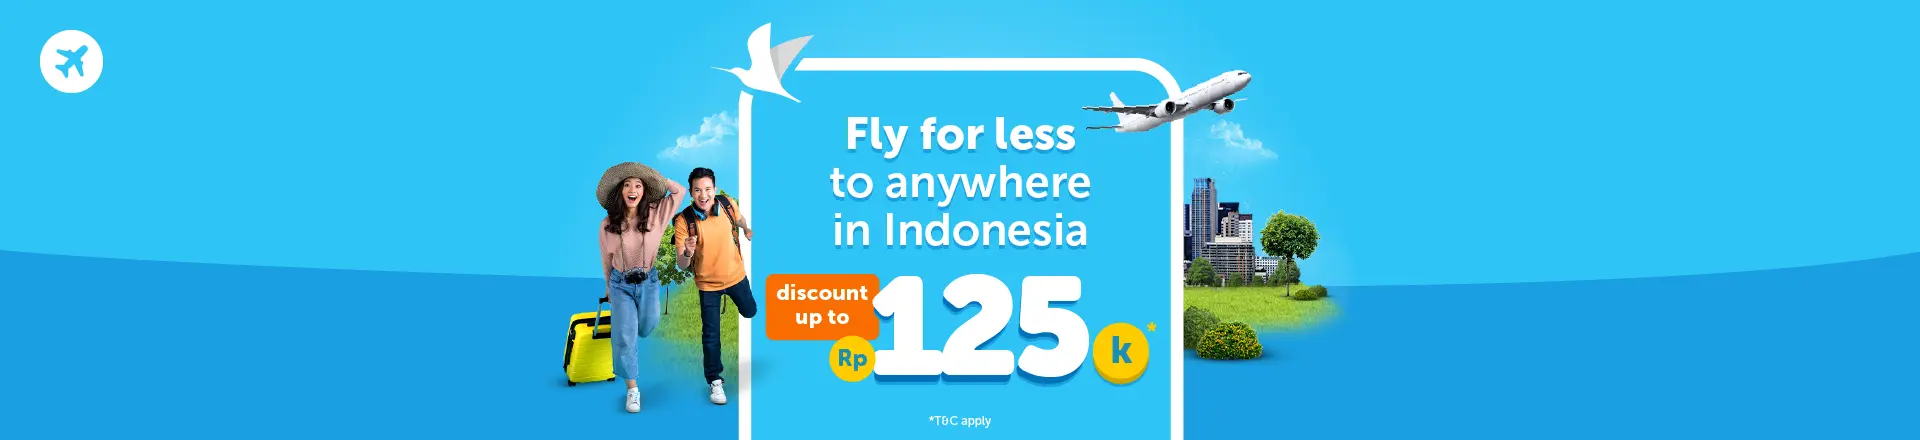 Fly for less
to anywhere
in Indonesia
discount
up to
Rp 125 k*
*T&C apply